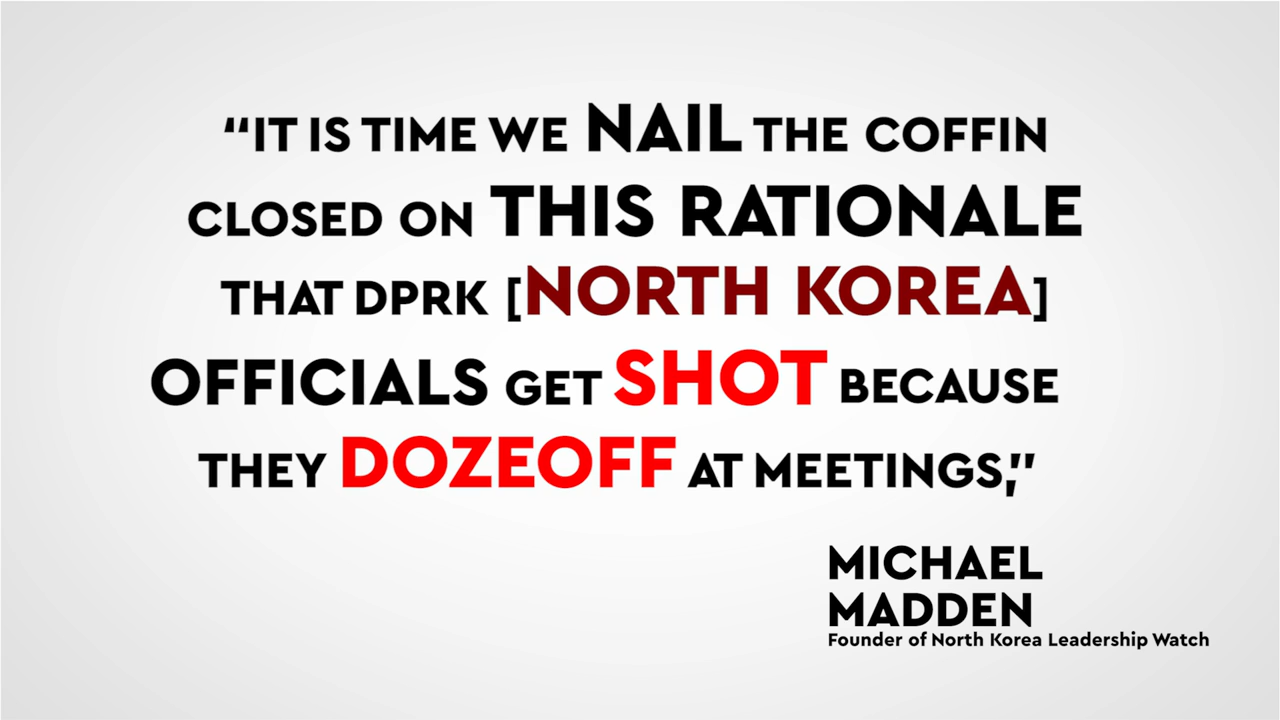 “IT IS TIME WE NAIL THE COFFIN
CLOSED ON THIS RATIONALE
THAT DPRK [NORTH KOREA]
OFFICIALS GET SHOT BECAUSE
THEY DOZEOFF AT MEETINGS,”
MICHAEL
MADDEN
Founder of North Korea Leadership Watch